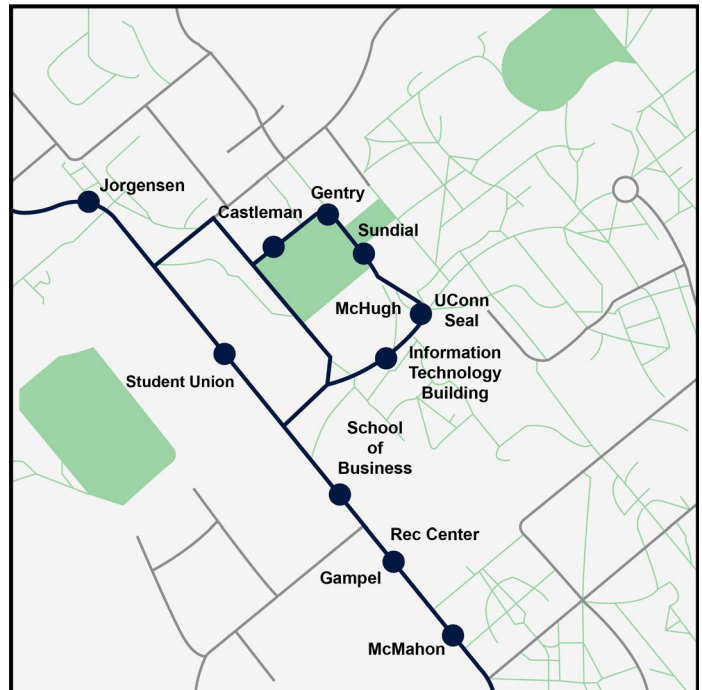 Jorgensen
Gentry
Castleman
Sundial
McHugh
UConn
Seal
Information
Technology
Building
Student Union
School
of
Business
Rec Center
Gampel
McMahon